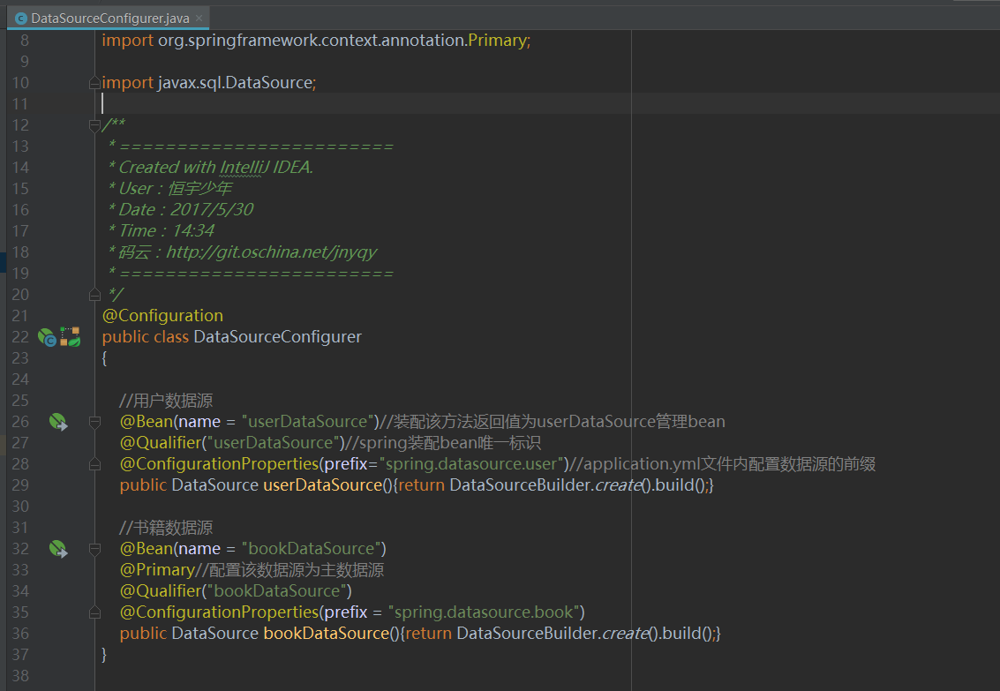 DataSourceConfigurer.java
8 import org.springframework.context.annotation.Primary;
9
10 import javax.sql.DataSource;
11
12 /**
13 * ========================
14 * Created with IntelliJ IDEA.
15 * User：恒宇少年
16 * Date：2017/5/30
17 * Time：14:34
18 * 码云：http://git.oschina.net/jnyqy
19 * ========================
20 */
21 @Configuration
22 public class DataSourceConfigurer
23 {
24
25 //用户数据源
26 @Bean(name = "userDataSource")//装配该方法返回值为userDataSource管理bean
27 @Qualifier("userDataSource")//spring装配bean唯一标识
28 @ConfigurationProperties(prefix="spring.datasource.user")//application.yml文件内配置数据源的前缀
29 public DataSource userDataSource(){return DataSourceBuilder.create().build();}
30
31 //书籍数据源
32 @Bean(name = "bookDataSource")
33 @Primary//配置该数据源为主数据源
34 @Qualifier("bookDataSource")
35 @ConfigurationProperties(prefix = "spring.datasource.book")
36 public DataSource bookDataSource(){return DataSourceBuilder.create().build();}
37 }
38